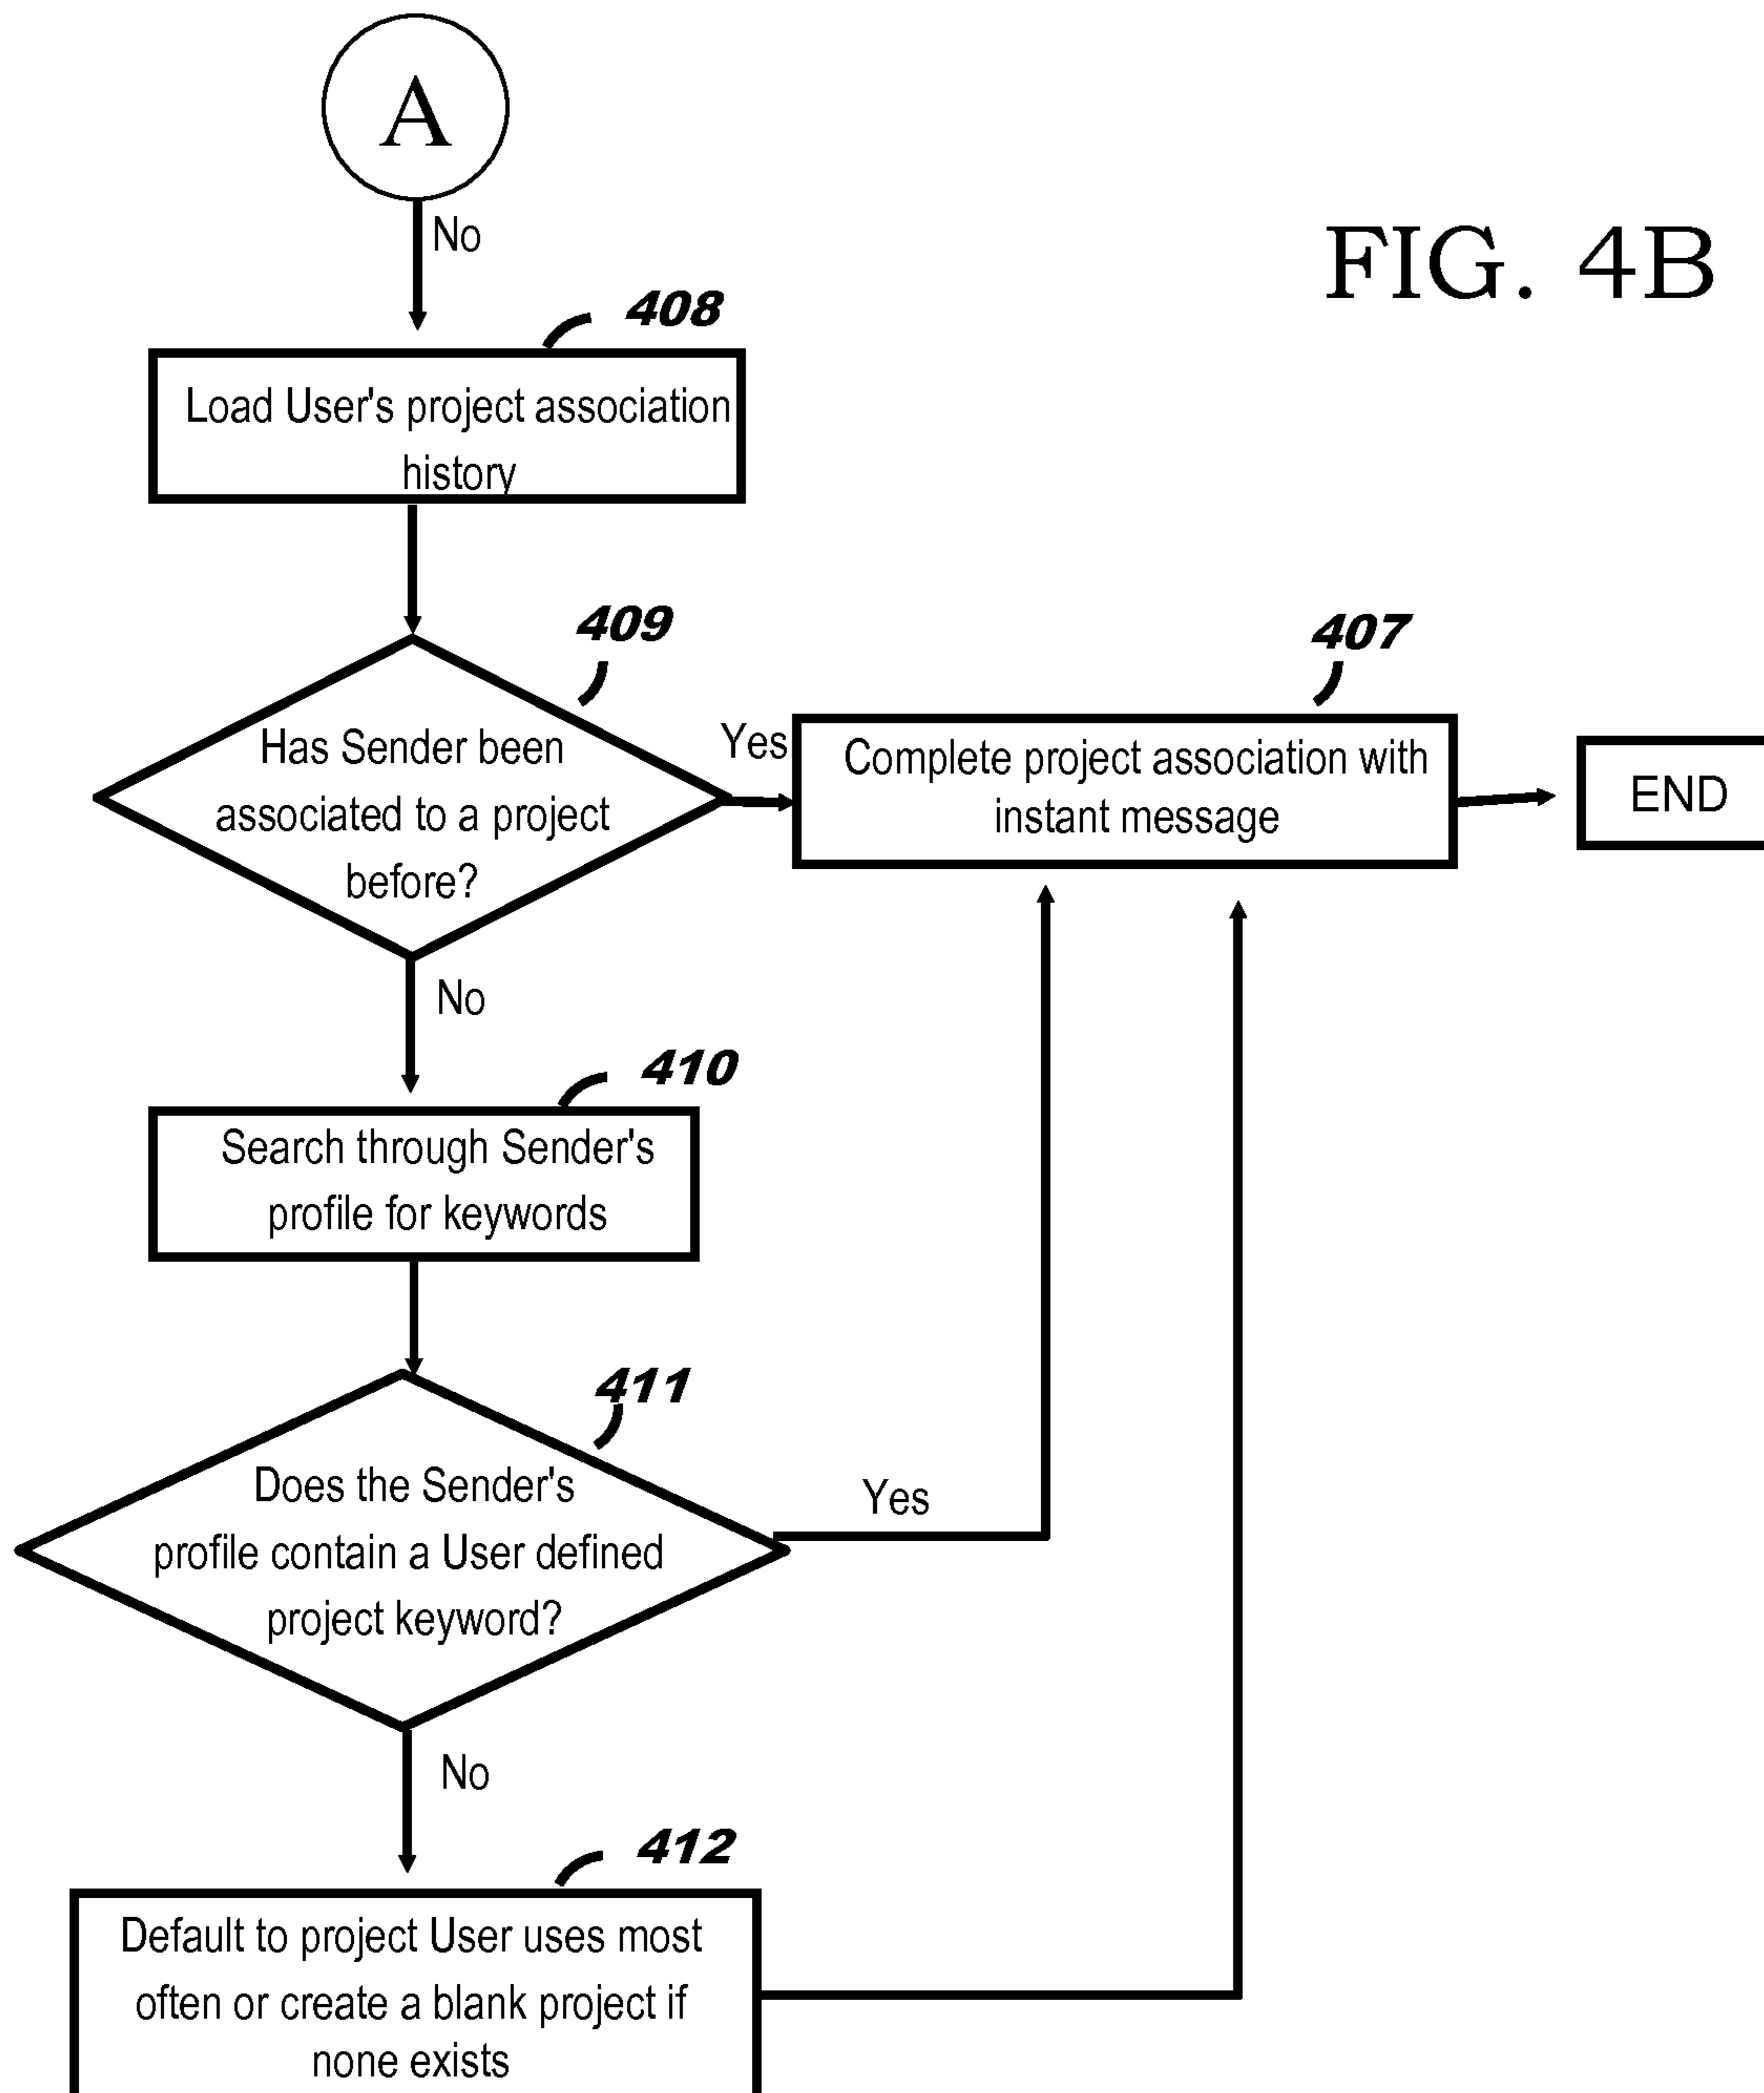 A
No
FIG. 4B
408
Load User's project association
history
409
Has Sender been
associated to a project
before?
Yes
407
Complete project association with
instant message
END
No
410
Search through Sender's
profile for keywords
411
Does the Sender's
profile contain a User defined
project keyword?
Yes
No
412
Default to project User uses most
often or create a blank project if
none exists